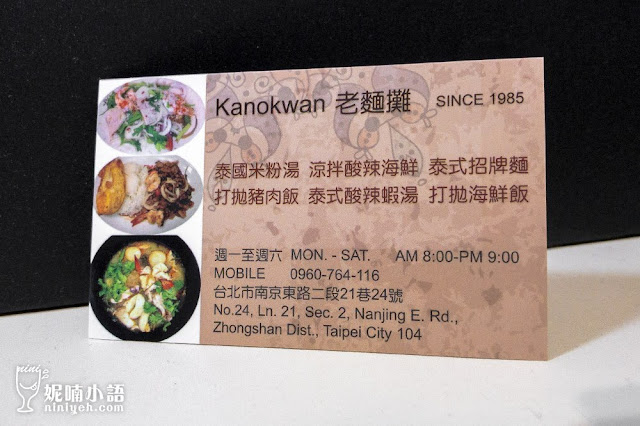 Kanokwan 老麵攤 SINCE 1985
泰國米粉湯 涼拌酸辣海鮮 泰式招牌麵
打拋豬肉飯 泰式酸辣蝦湯 打拋海鮮飯
週一至週六 MON. - SAT. AM 8:00-PM 9:00
MOBILE 0960-764-116
台北市南京東路二段21巷24號
No.24, Ln. 21, Sec. 2, Nanjing E. Rd.,
Zhongshan Dist., Taipei City 104
nini
妮喃小語
niniyeh.com